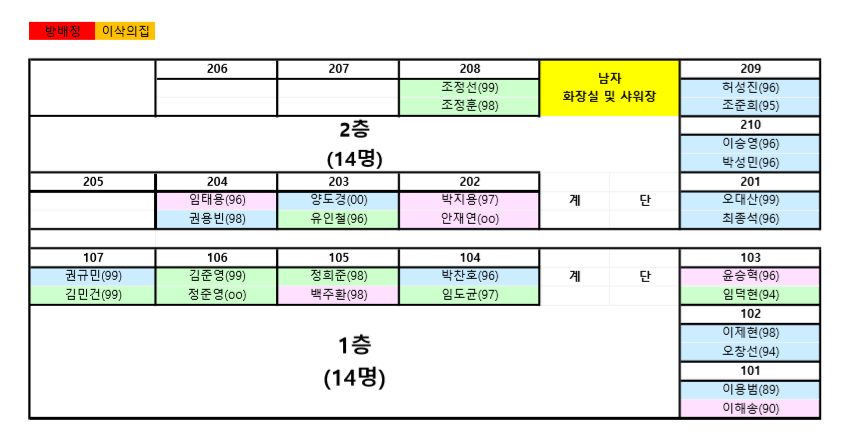 방배정 이삭의집
206 207 208 남자 209
조정선(99) 화장실 및 샤워장 허성진(96)
조정훈(98) 조준희(95)
2층 210
(14명) 이승영(96)
박성민(96)
205 204 203 202 201
임태용(96) 양도경(00) 박지용(97) 계 단 오대산(99)
권용빈(98) 유인철(96) 안재연(oo) 최종석(96)
107 106 105 104 103
권규민(99) 김준영(99) 정희준(98) 박찬호(96) 계 단 윤승혁(96)
김민건(99) 정준영(oo) 백주환(98) 임도균(97) 임덕현(94)
102
1층 이제현(98)
(14명) 오창선(94)
101
이용범(89)
이해송(90)